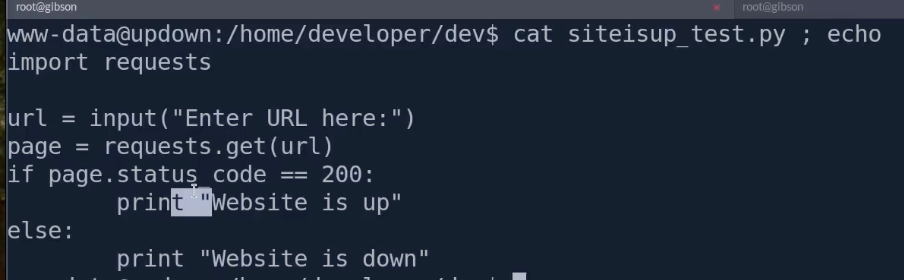 root@gibson root@gibson
www-data@updown:/home/developer/dev$ cat siteisup_test.py ; echo
import requests
url = input("Enter URL here:")
page = requests.get(url)
if page.status_code == 200:
print "Website is up"
else:
print "Website is down"